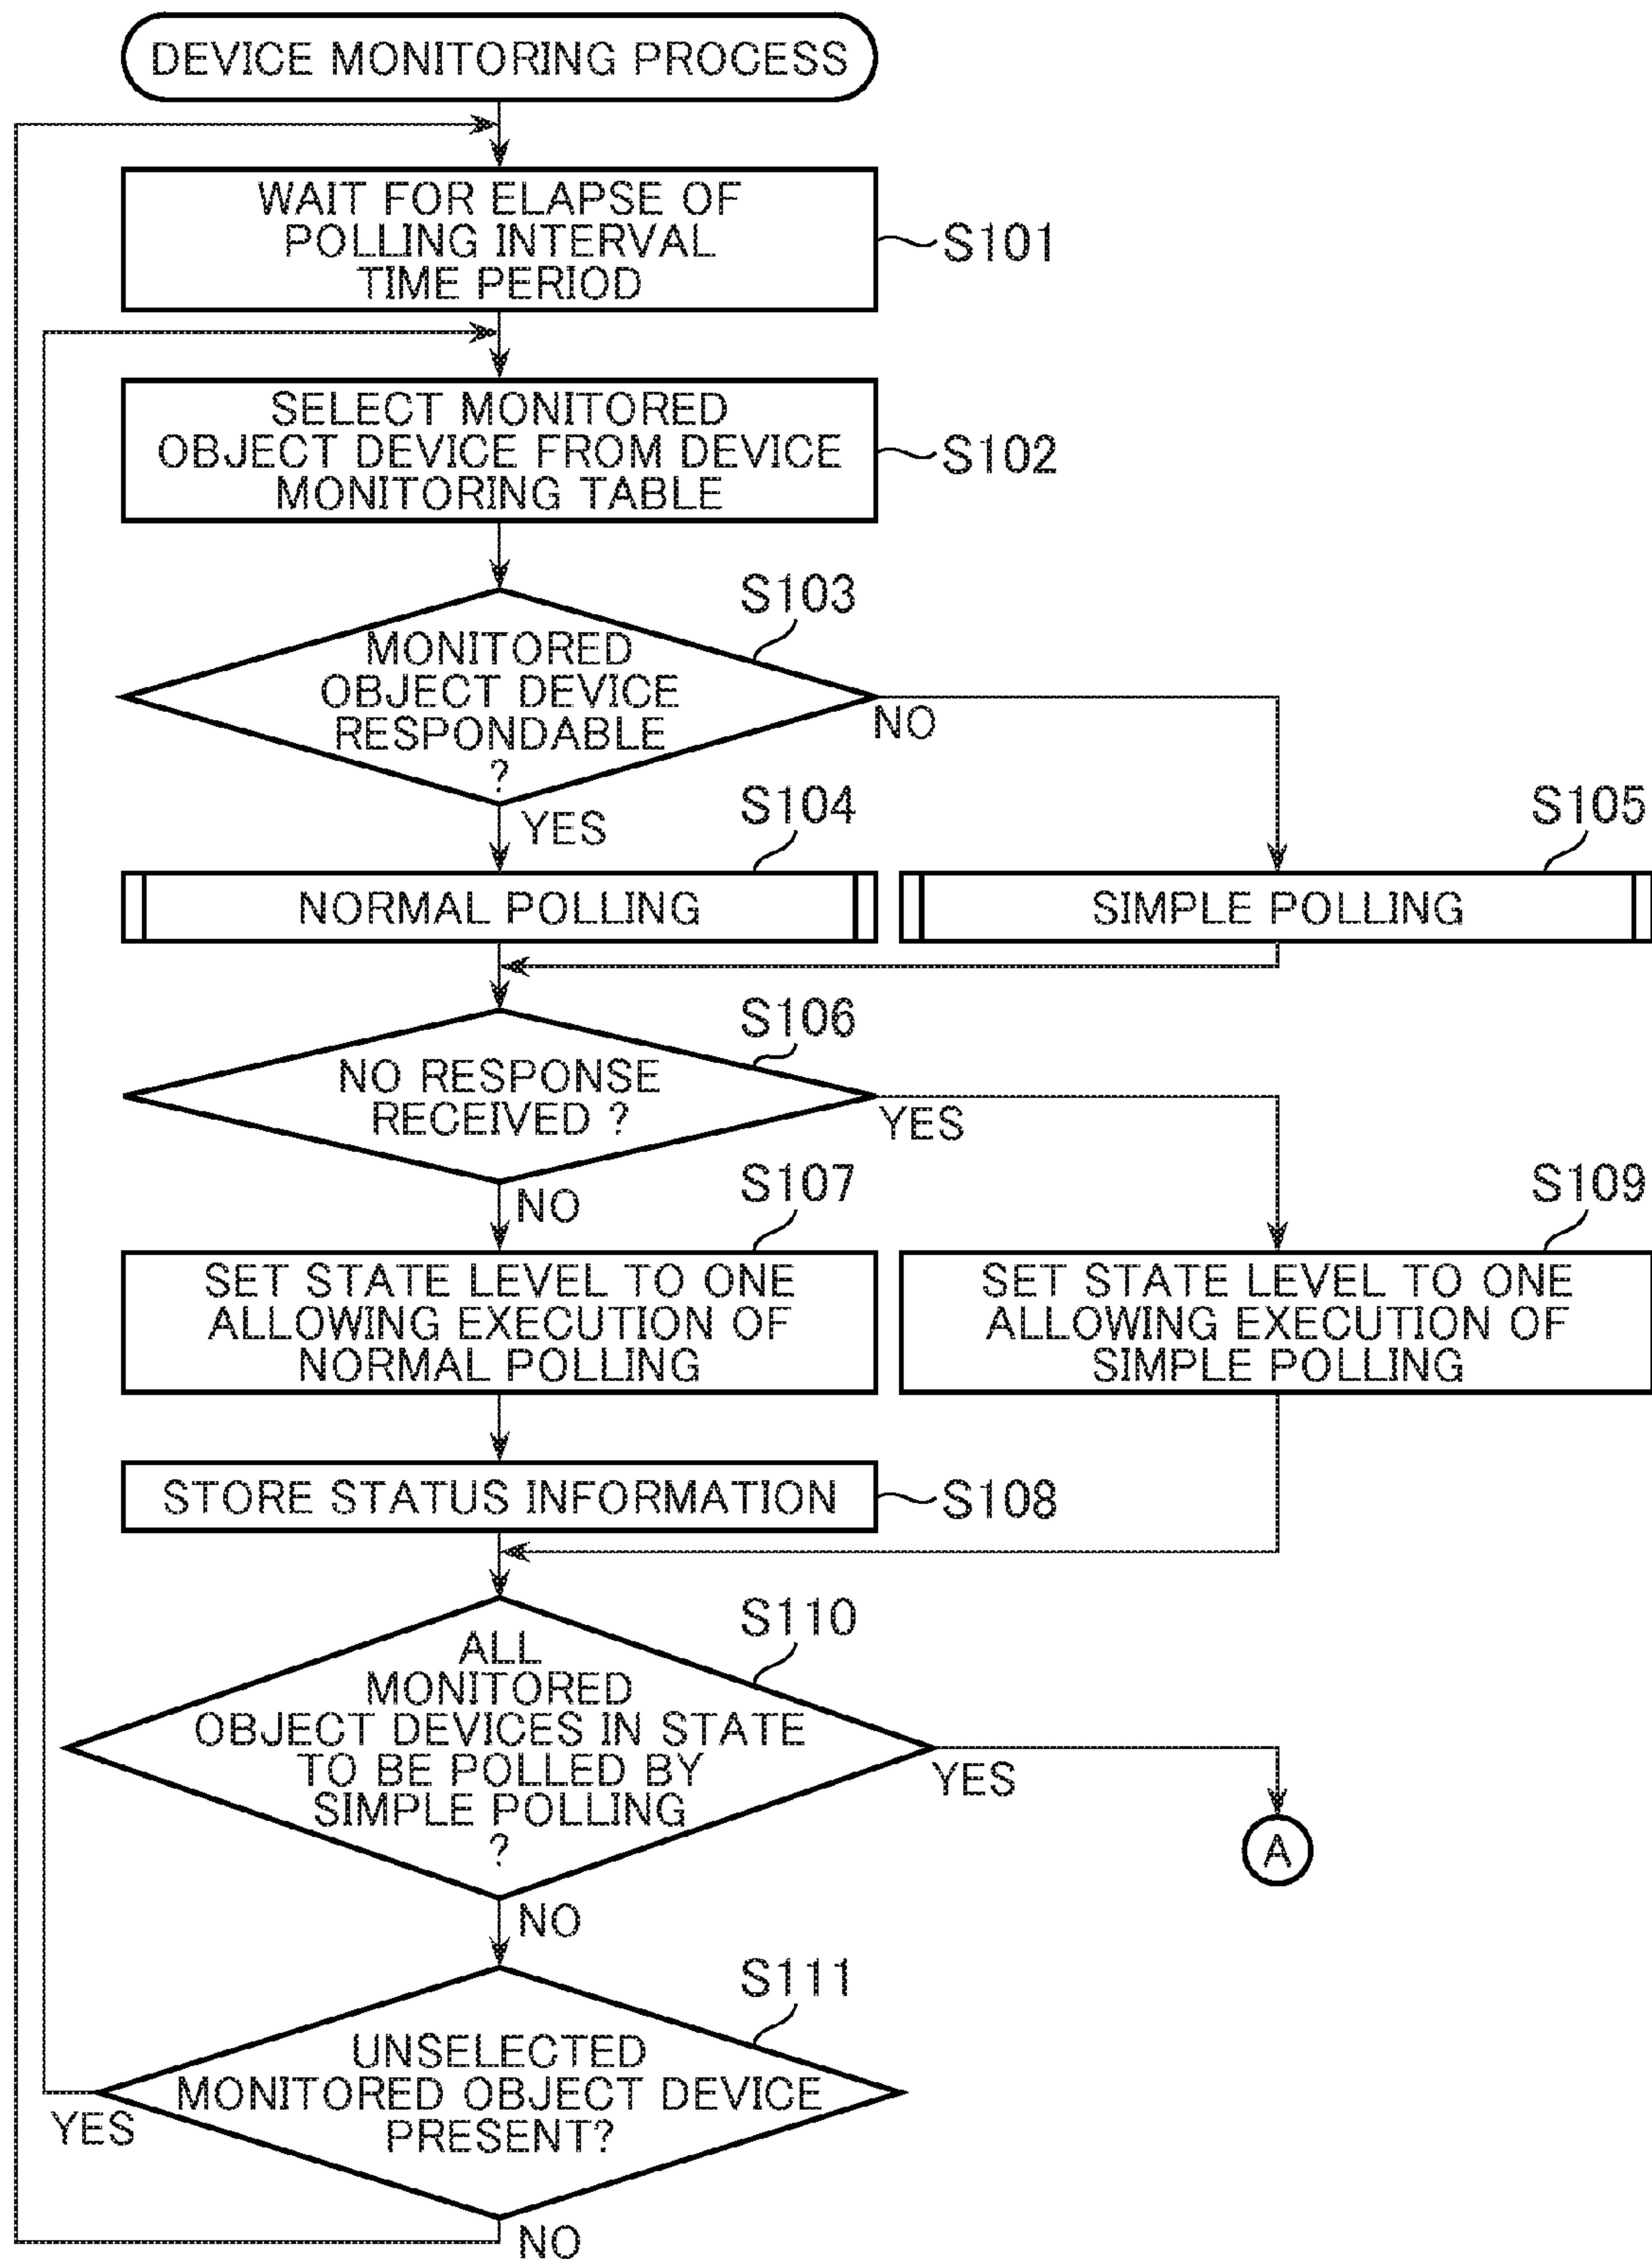 DEVICE MONITORING PROCESS
WAIT FOR ELAPSE OF
POLLING INTERVAL
TIME PERIOD
S101
SELECT MONITORED
OBJECT DEVICE FROM DEVICE
MONITORING TABLE
S102
S103
MONITORED
OBJECT DEVICE
RESPONDABLE
?
NO
YES
S104
NORMAL POLLING
S105
SIMPLE POLLING
S106
NO RESPONSE
RECEIVED ?
YES
NO
S107
SET STATE LEVEL TO ONE
ALLOWING EXECUTION OF
NORMAL POLLING
S109
SET STATE LEVEL TO ONE
ALLOWING EXECUTION OF
SIMPLE POLLING
STORE STATUS INFORMATION
S108
S110
ALL
MONITORED
OBJECT DEVICES IN STATE
TO BE POLLED BY
SIMPLE POLLING
?
YES
A
NO
S111
UNSELECTED
MONITORED OBJECT DEVICE
PRESENT?
YES
NO